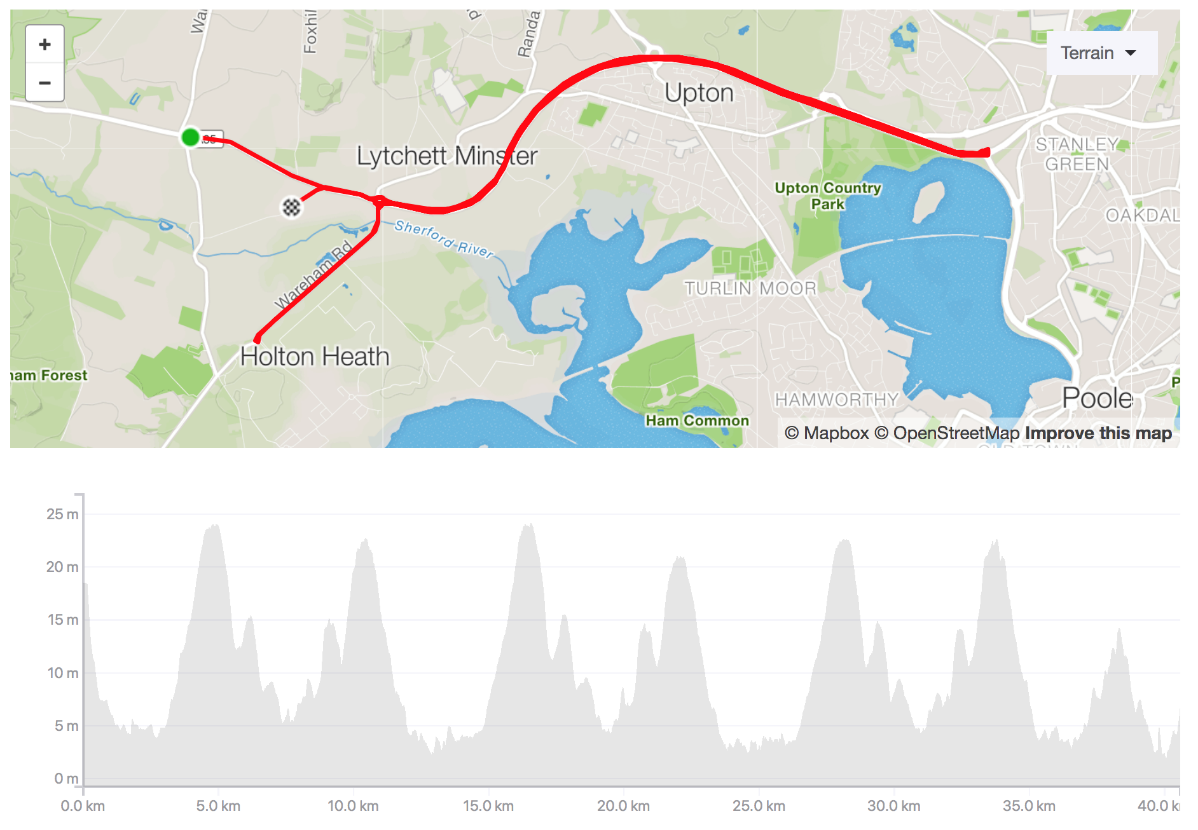 +
−
Terrain
Upton
Lytchett Minster
STANLEY
GREEN
Upton Country
Park
OAKDAL
Sherford River
Wareham Rd
TURLIN MOOR
Holton Heath
am Forest
HAMWORTHY
Poole
P
Ham Common
© Mapbox © OpenStreetMap Improve this map
25 m
20 m
15 m
10 m
5 m
0 m
0.0 km
5.0 km
10.0 km
15.0 km
20.0 km
25.0 km
30.0 km
35.0 km
40.0 k